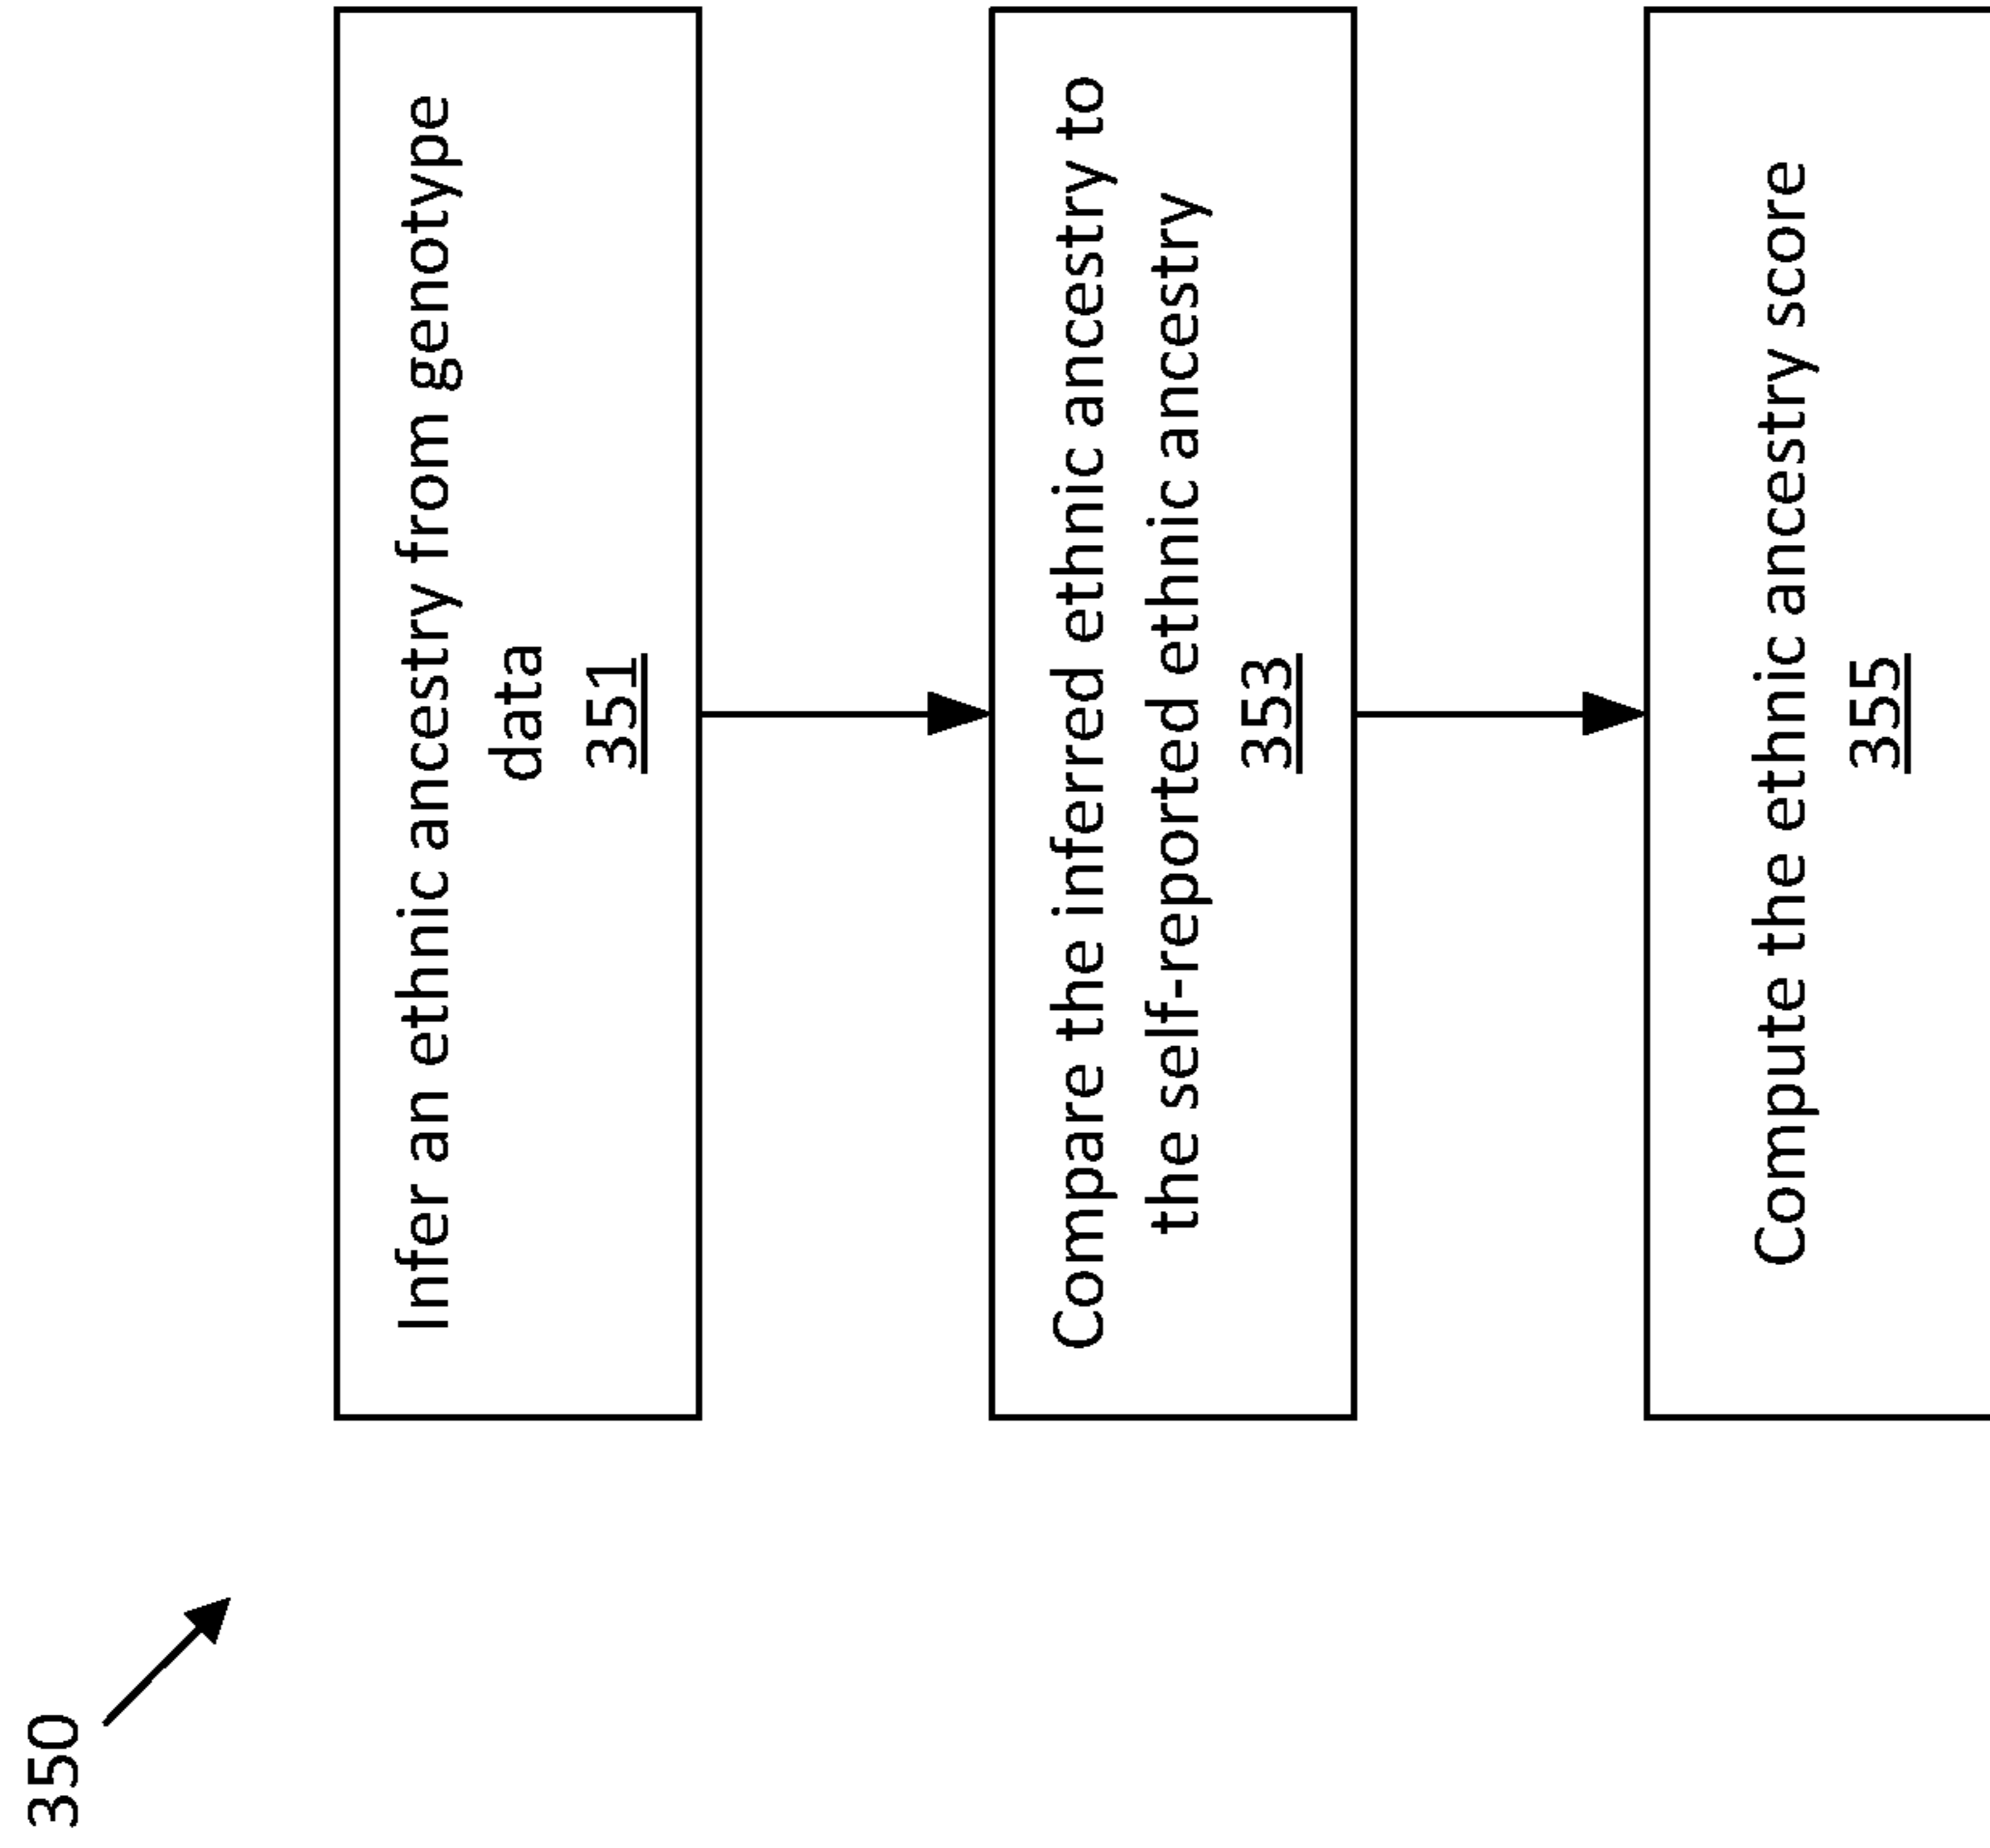 350
Infer an ethnic ancestry from genotype
data
351
Compare the inferred ethnic ancestry to
the self-reported ethnic ancestry
353
Compute the ethnic ancestry score
355